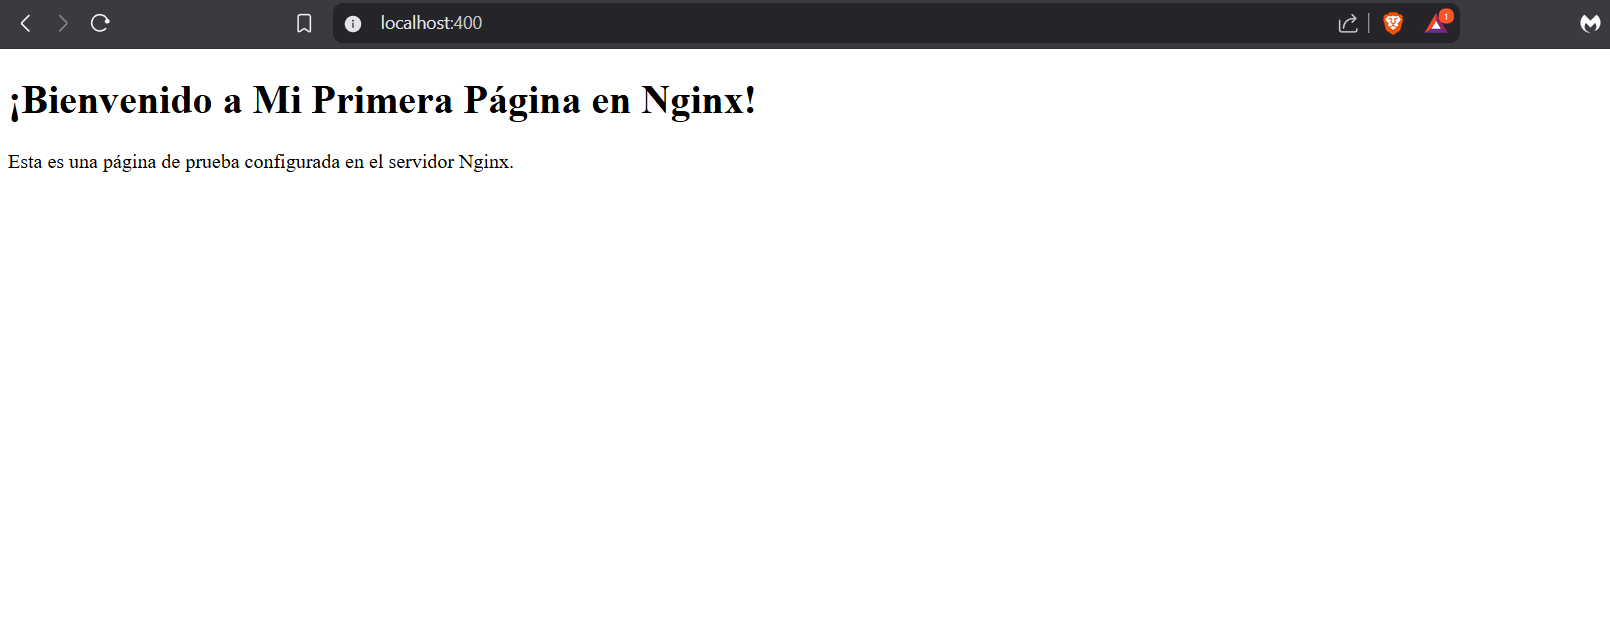 localhost:400
1
¡Bienvenido a Mi Primera Página en Nginx!
Esta es una página de prueba configurada en el servidor Nginx.